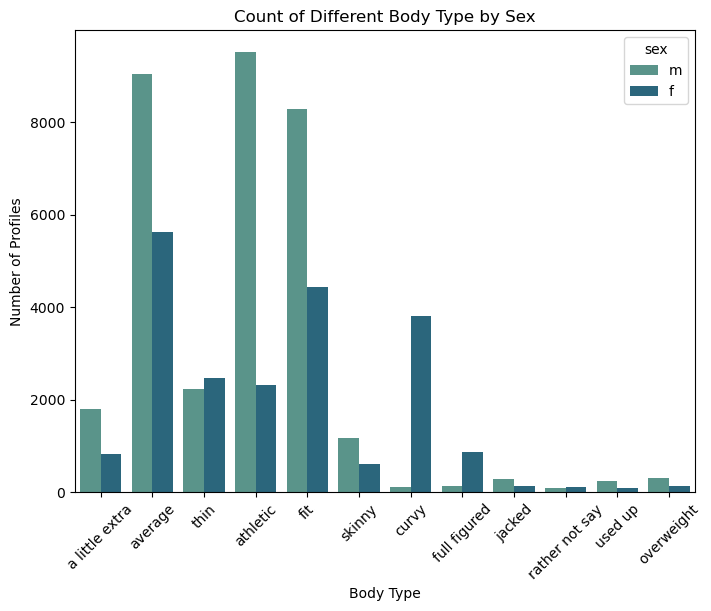 Count of Different Body Type by Sex
sex
m
f
8000
6000
4000
2000
0
Number of Profiles
a little extra
average
thin
athletic
fit
skinny
curvy
full figured
jacked
rather not say
used up
overweight
Body Type